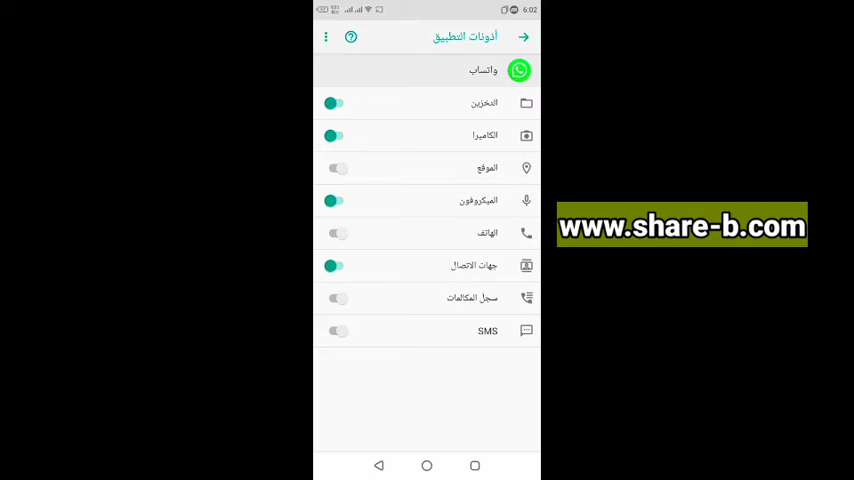 6:02
أذونات التطبيق
واتساب
التخزين
الكاميرا
الموقع
الميكروفون
الهاتف
جهات الاتصال
سجل المكالمات
SMS
www.share-b.com